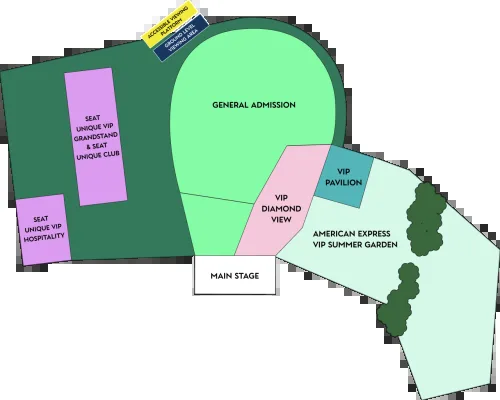 ACCESSIBLE VIEWING
PLATFORM
GROUND LEVEL
VIEWING AREA
GENERAL ADMISSION
SEAT
UNIQUE VIP
GRANDSTAND
& SEAT
UNIQUE CLUB
VIP
PAVILION
VIP
DIAMOND
VIEW
SEAT
UNIQUE VIP
HOSPITALITY
AMERICAN EXPRESS
VIP SUMMER GARDEN
MAIN STAGE